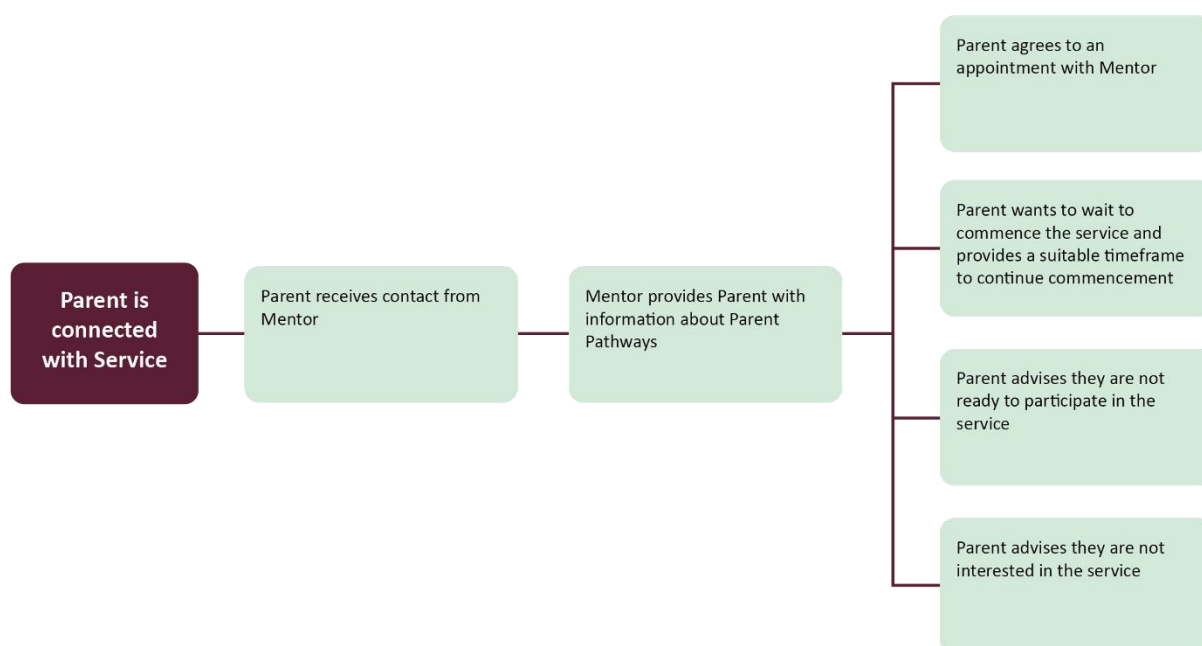 Parent is
connected
with Service
Parent receives contact from
Mentor
Mentor provides Parent with
information about Parent
Pathways
Parent agrees to an
appointment with Mentor
Parent wants to wait to
commence the service and
provides a suitable timeframe
to continue commencement
Parent advises they are not
ready to participate in the
service
Parent advises they are not
interested in the service